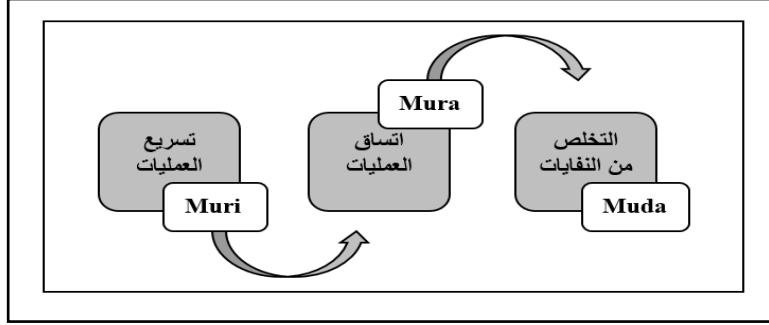 تسريع
العمليات
Muri
اتساق
العمليات
Mura
التخلص
من النفايات
Muda